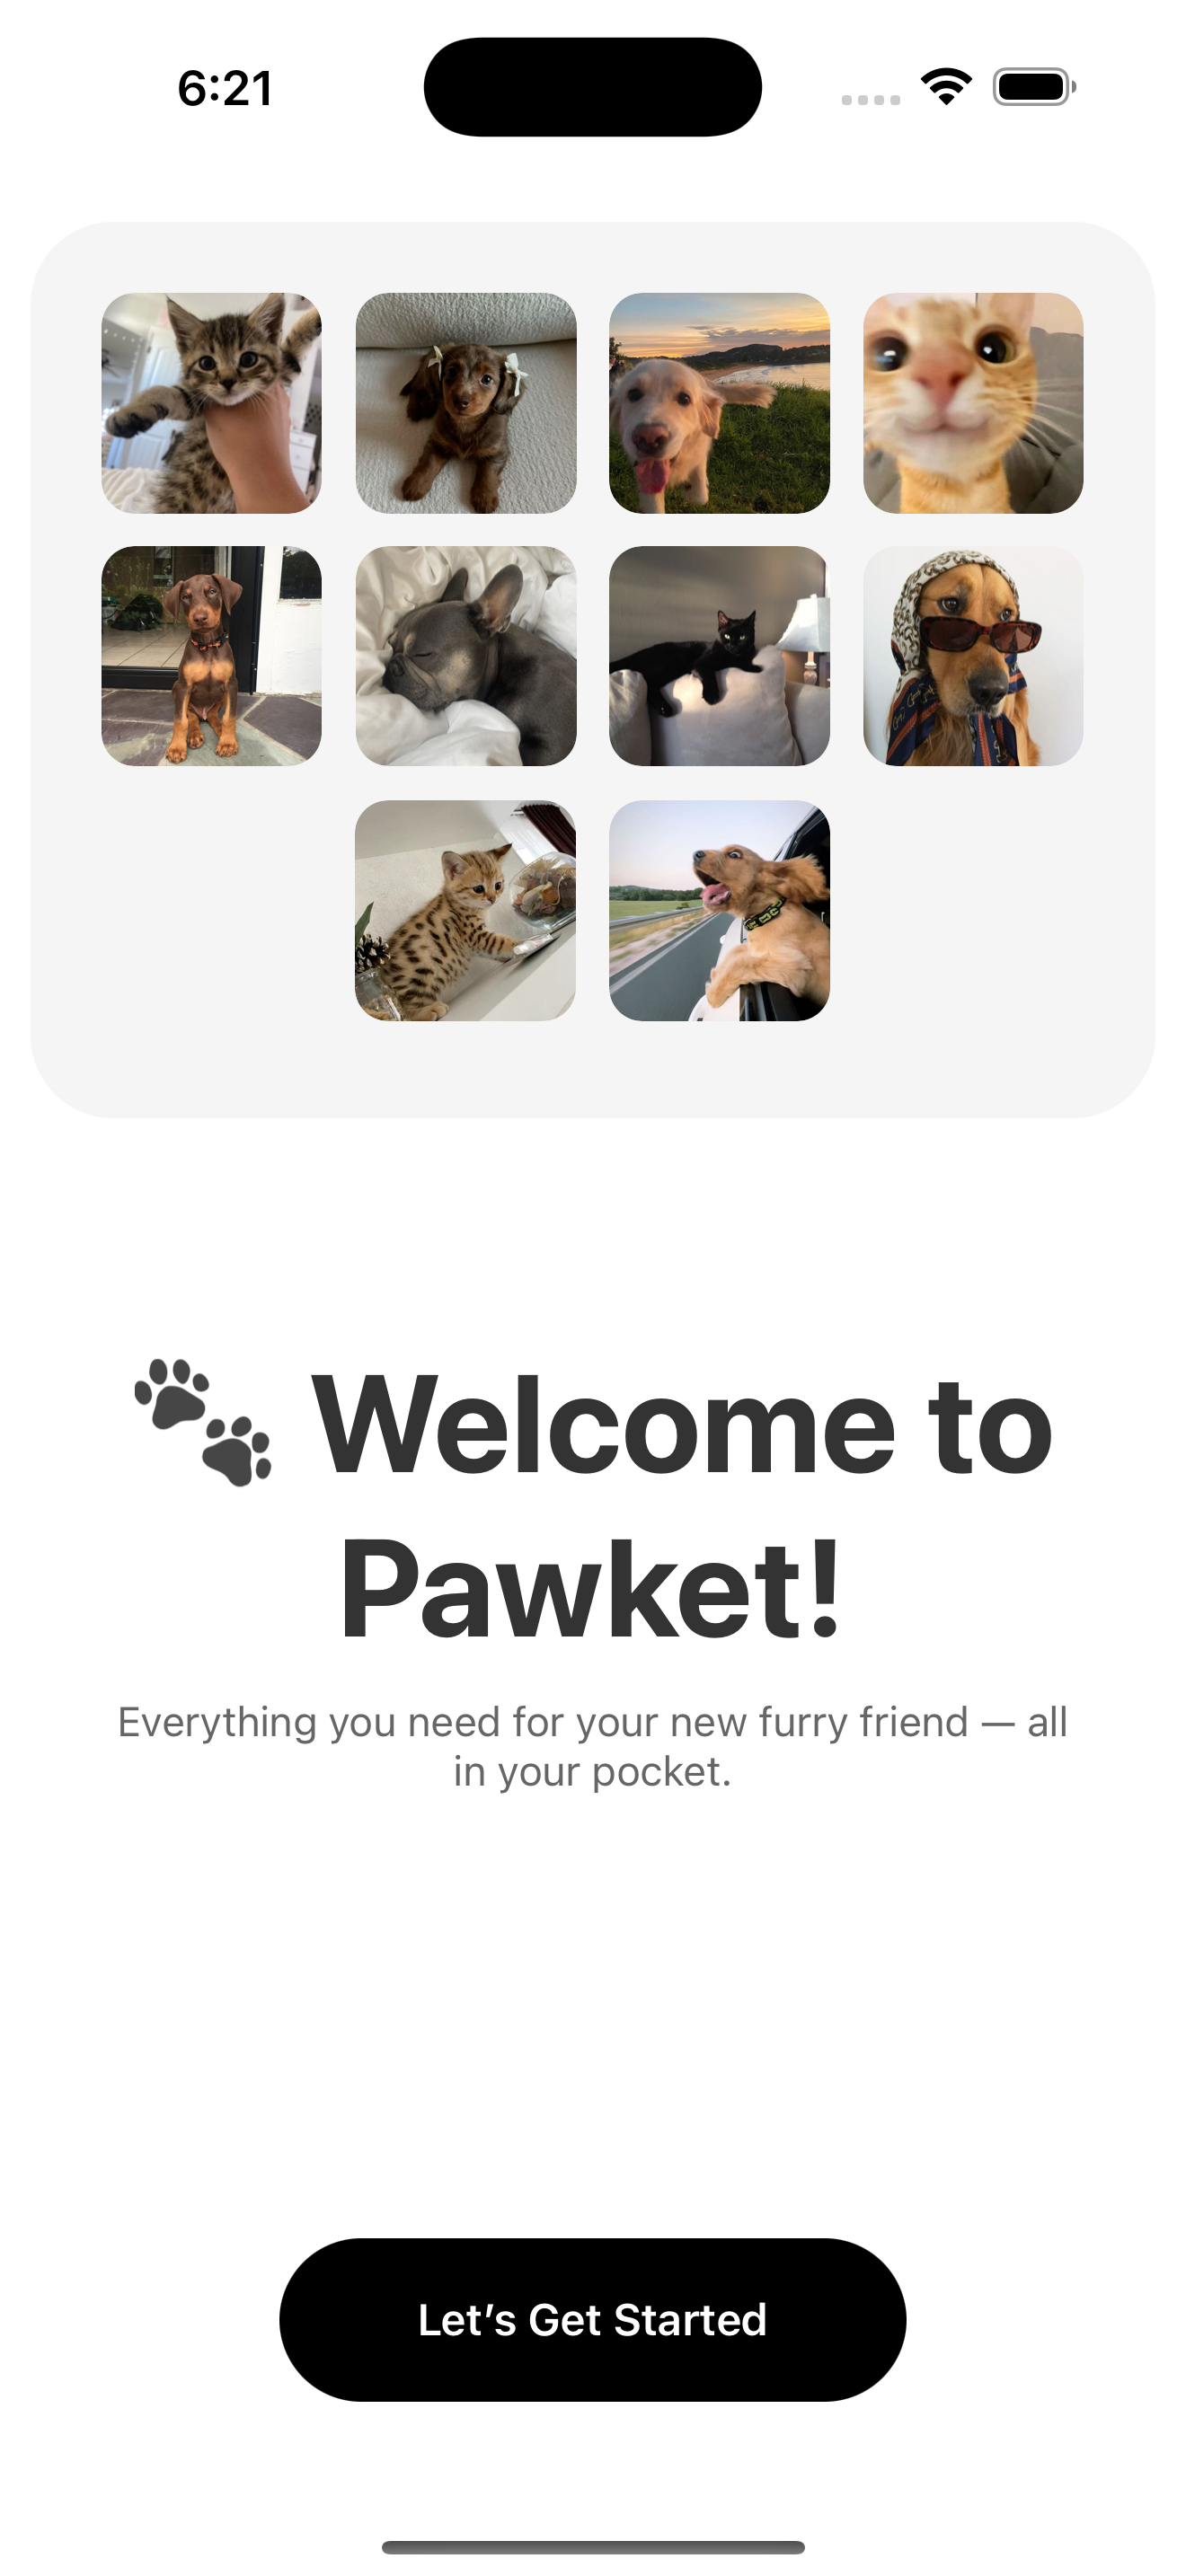 6:21
🐾 Welcome to
Pawket!
Everything you need for your new furry friend — all
in your pocket.
Let’s Get Started